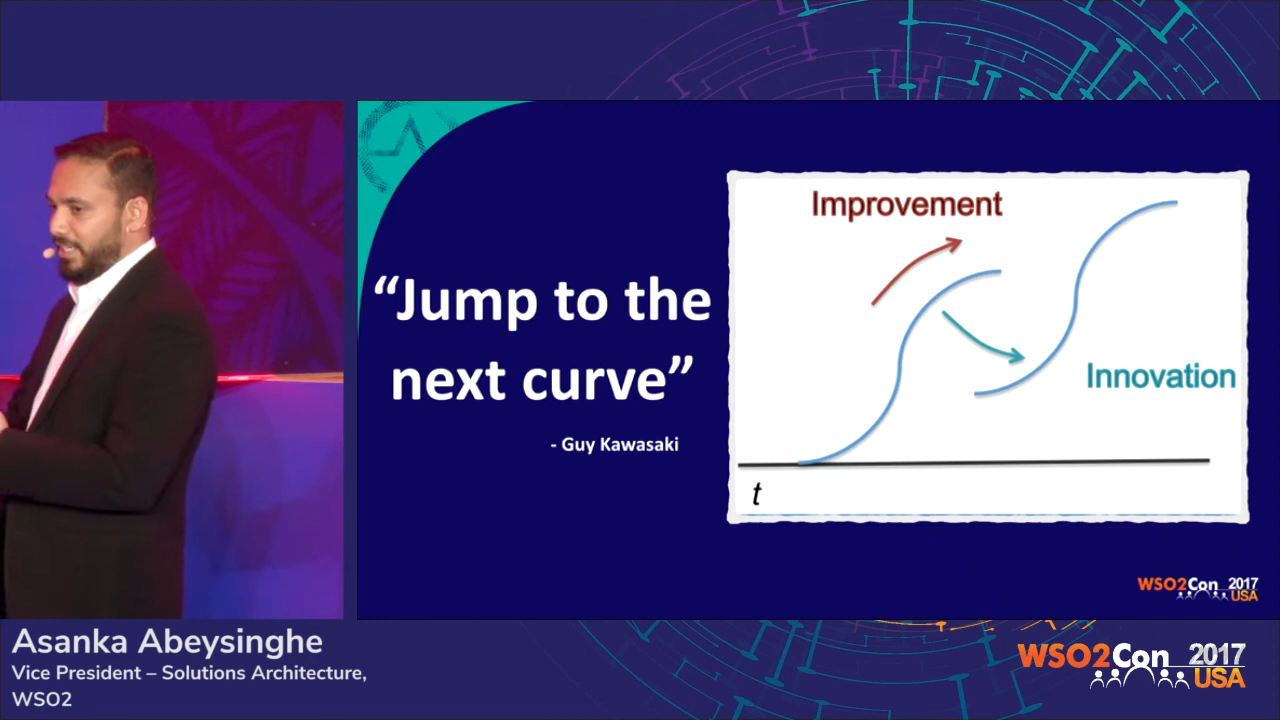 “Jump to the
next curve”
- Guy Kawasaki
Improvement
Innovation
t
WSO2Con 2017
USA
Asanka Abeysinghe
Vice President – Solutions Architecture,
WSO2
WSO2Con 2017
USA